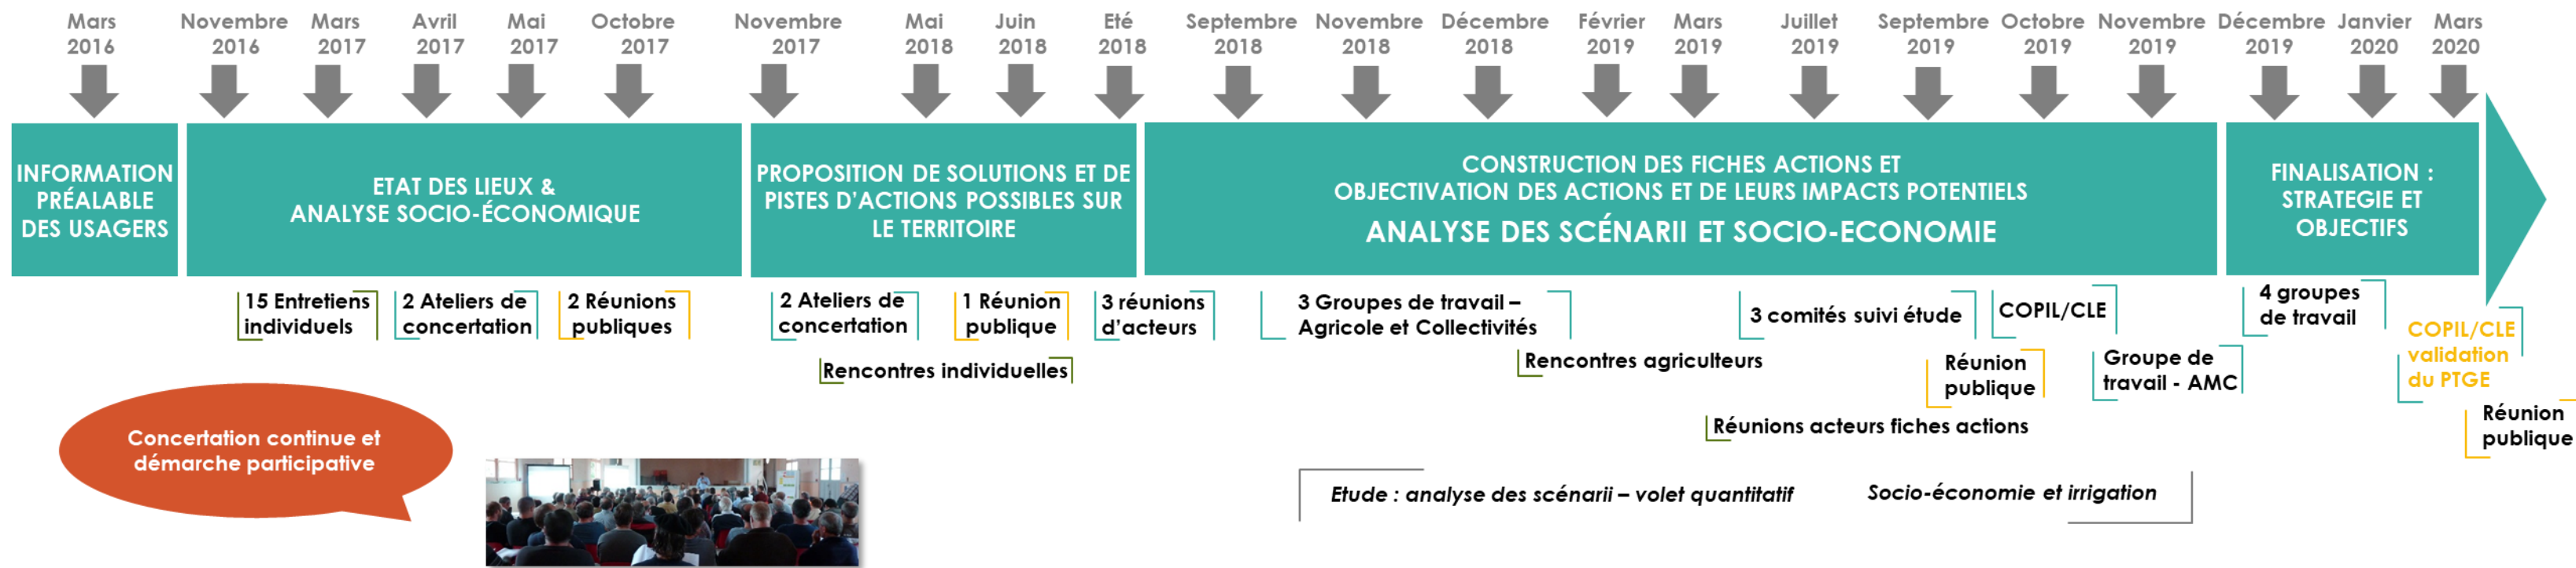 Mars
2016
Novembre
2016
Mars
2017
Avril
2017
Mai
2017
Octobre
2017
Novembre
2017
Mai
2018
Juin
2018
Eté
2018
Septembre
2018
Novembre
2018
Décembre
2018
Février
2019
Mars
2019
Juillet
2019
Septembre
2019
Octobre
2019
Novembre
2019
Décembre
2019
Janvier
2020
Mars
2020
INFORMATION
PRÉALABLE
DES USAGERS
ETAT DES LIEUX &
ANALYSE SOCIO-ÉCONOMIQUE
PROPOSITION DE SOLUTIONS ET DE
PISTES D'ACTIONS POSSIBLES SUR
LE TERRITOIRE
CONSTRUCTION DES FICHES ACTIONS ET
OBJECTIVATION DES ACTIONS ET DE LEURS IMPACTS POTENTIELS
ANALYSE DES SCÉNARII ET SOCIO-ECONOMIE
FINALISATION :
STRATEGIE ET
OBJECTIFS
15 Entretiens
individuels
2 Ateliers de
concertation
2 Réunions
publiques
2 Ateliers de
concertation
1 Réunion
publique
3 réunions
d'acteurs
Rencontres individuelles
3 Groupes de travail –
Agricole et Collectivités
Rencontres agriculteurs
3 comités suivi étude
COPIL/CLE
Réunion
publique
Groupe de
travail - AMC
Réunions acteurs fiches actions
4 groupes
de travail
COPIL/CLE
validation
du PTGE
Réunion
publique
Concertation continue et
démarche participative
Etude : analyse des scénarii – volet quantitatif
Socio-économie et irrigation